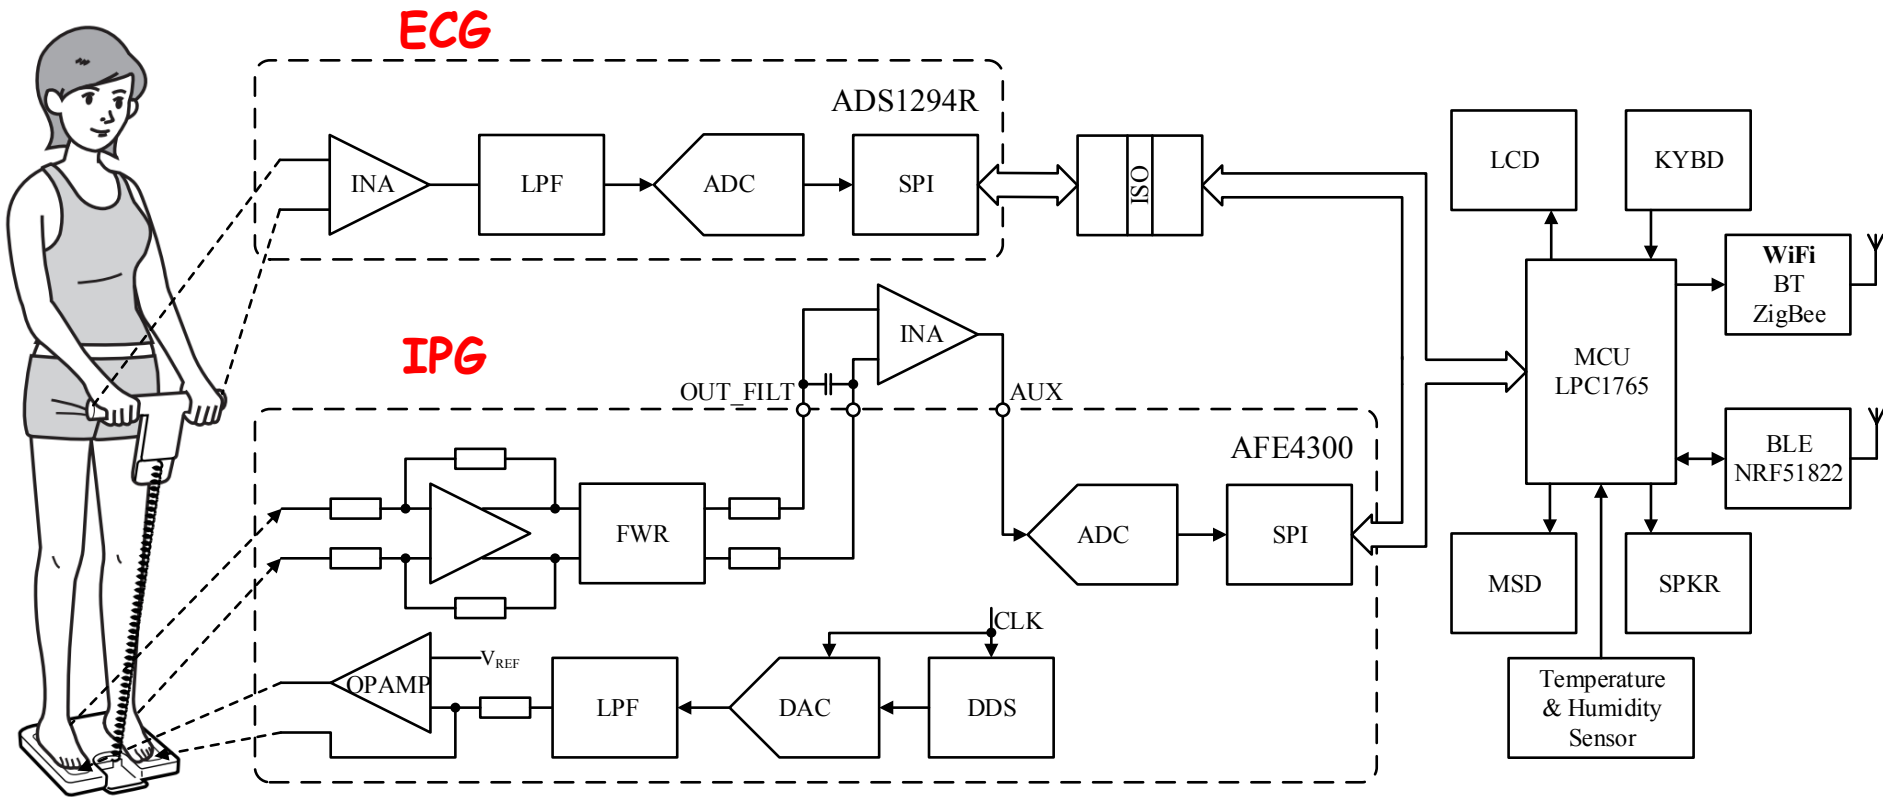 ECG
ADS1294R
INA
LPF
ADC
SPI
ISO
LCD
KYBD
WiFi
BT
ZigBee
MCU
LPC1765
BLE
NRF51822
MSD
SPKR
Temperature
& Humidity
Sensor
IPG
INA
OUT_FILT
AUX
AFE4300
FWR
ADC
SPI
CLK
OPAMP
VREF
LPF
DAC
DDS